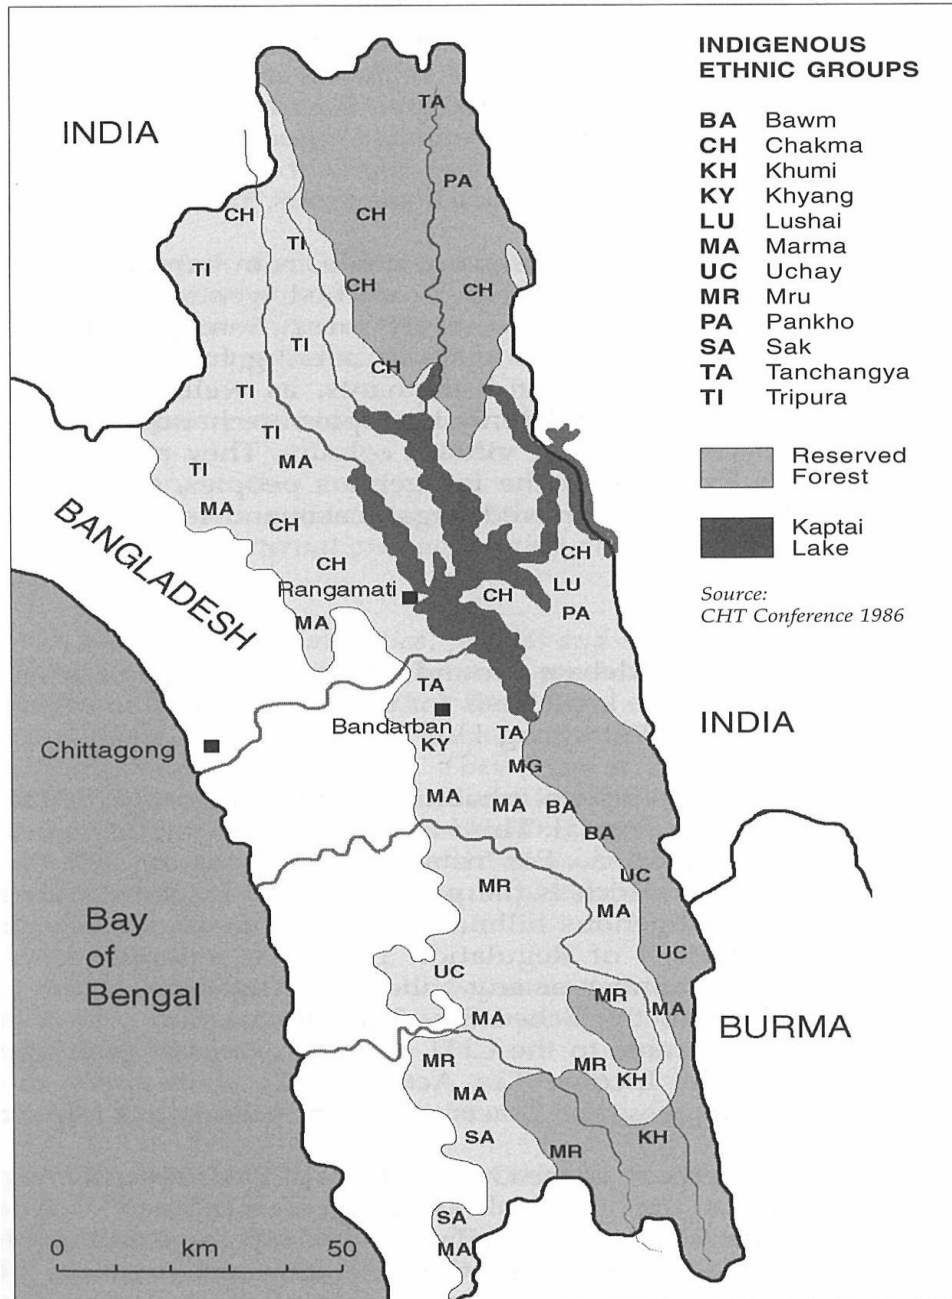 INDIGENOUS
ETHNIC GROUPS
BA Bawm
CH Chakma
KH Khumi
KY Khyang
LU Lushai
MA Marma
UC Uchay
MR Mru
PA Pankho
SA Sak
TA Tanchangya
TI Tripura
Reserved
Forest
Kaptai
Lake
Source:
CHT Conference 1986
INDIA
TA
PA
CH
CH
TI
TI
CH
CH
TI
CH
TI
TI
TI
MA
MA
CH
BANGLADESH
CH
CH
Rangamati
CH
LU
PA
MA
TA
Bandarban
TA
INDIA
Chittagong
KY
MG
MA
MA
BA
BA
UC
MR
MA
Bay
of
Bengal
UC
UC
MR
MA
MA
BURMA
MR
MR
KH
MA
SA
KH
MR
SA
MA
0 km 50